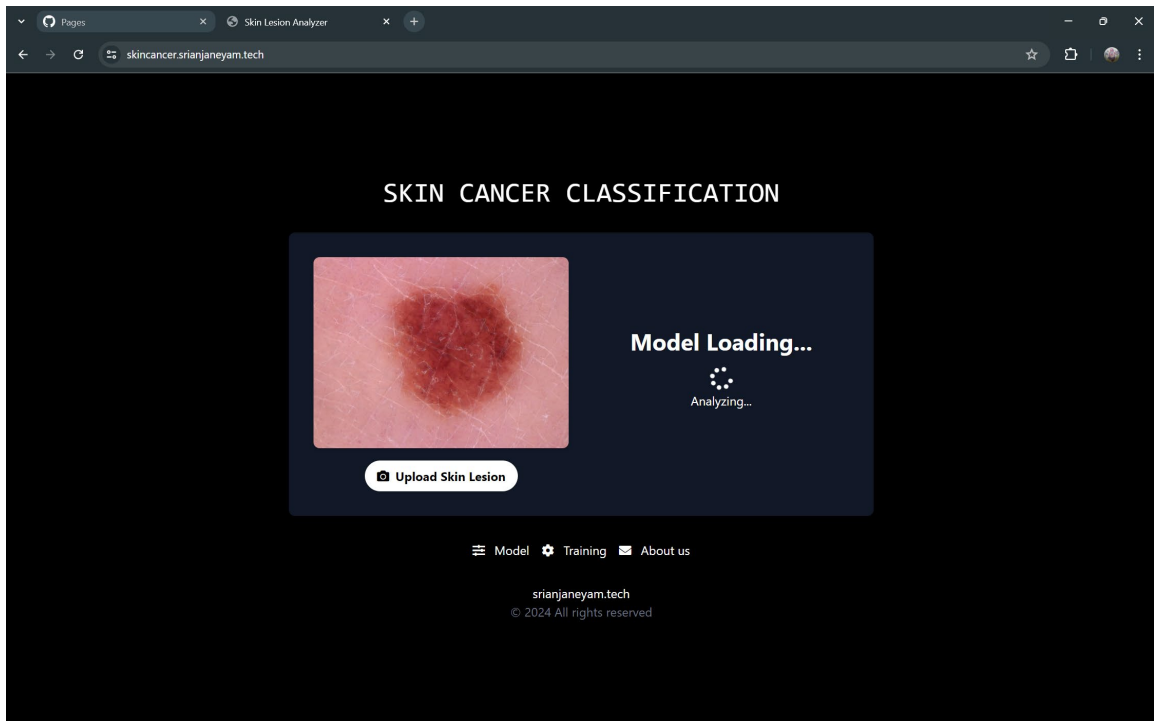 Pages
Skin Lesion Analyzer
skincancer.srianjaneyam.tech
SKIN CANCER CLASSIFICATION
Model Loading...
Analyzing...
Upload Skin Lesion
Model Training About us
srianjaneyam.tech
© 2024 All rights reserved